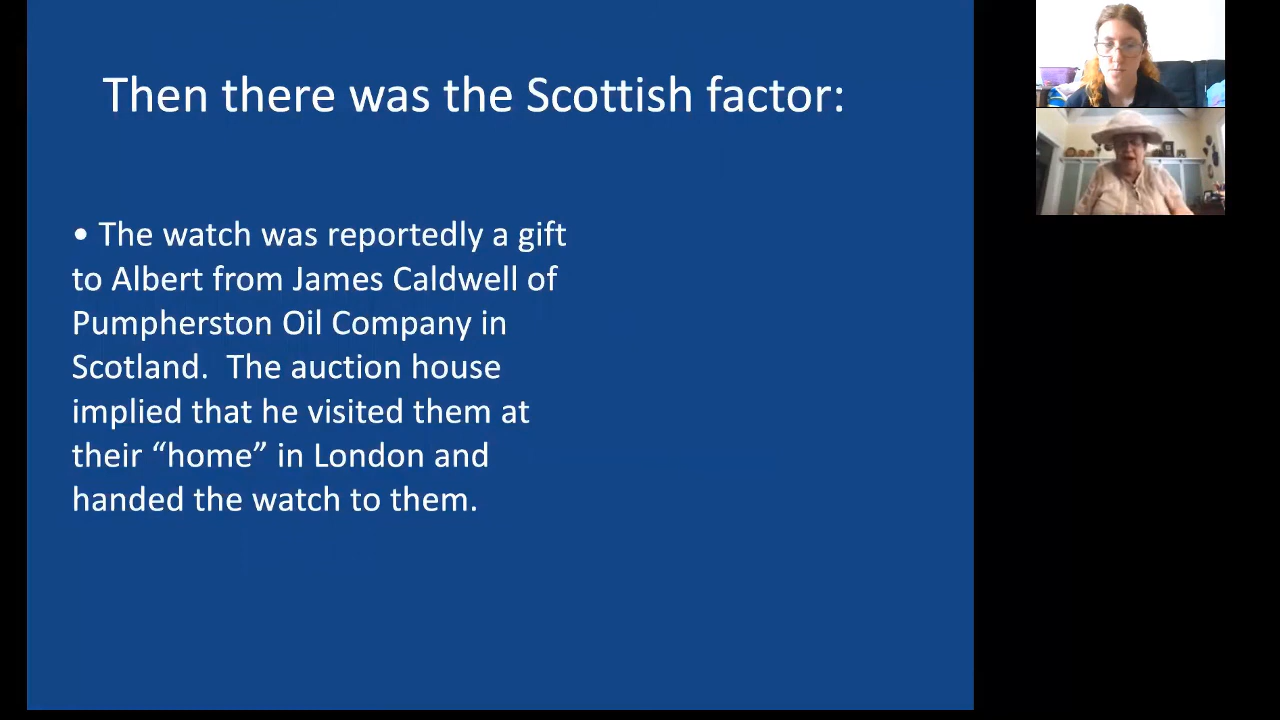 Then there was the Scottish factor:
• The watch was reportedly a gift
to Albert from James Caldwell of
Pumpherston Oil Company in
Scotland.  The auction house
implied that he visited them at
their “home” in London and
handed the watch to them.